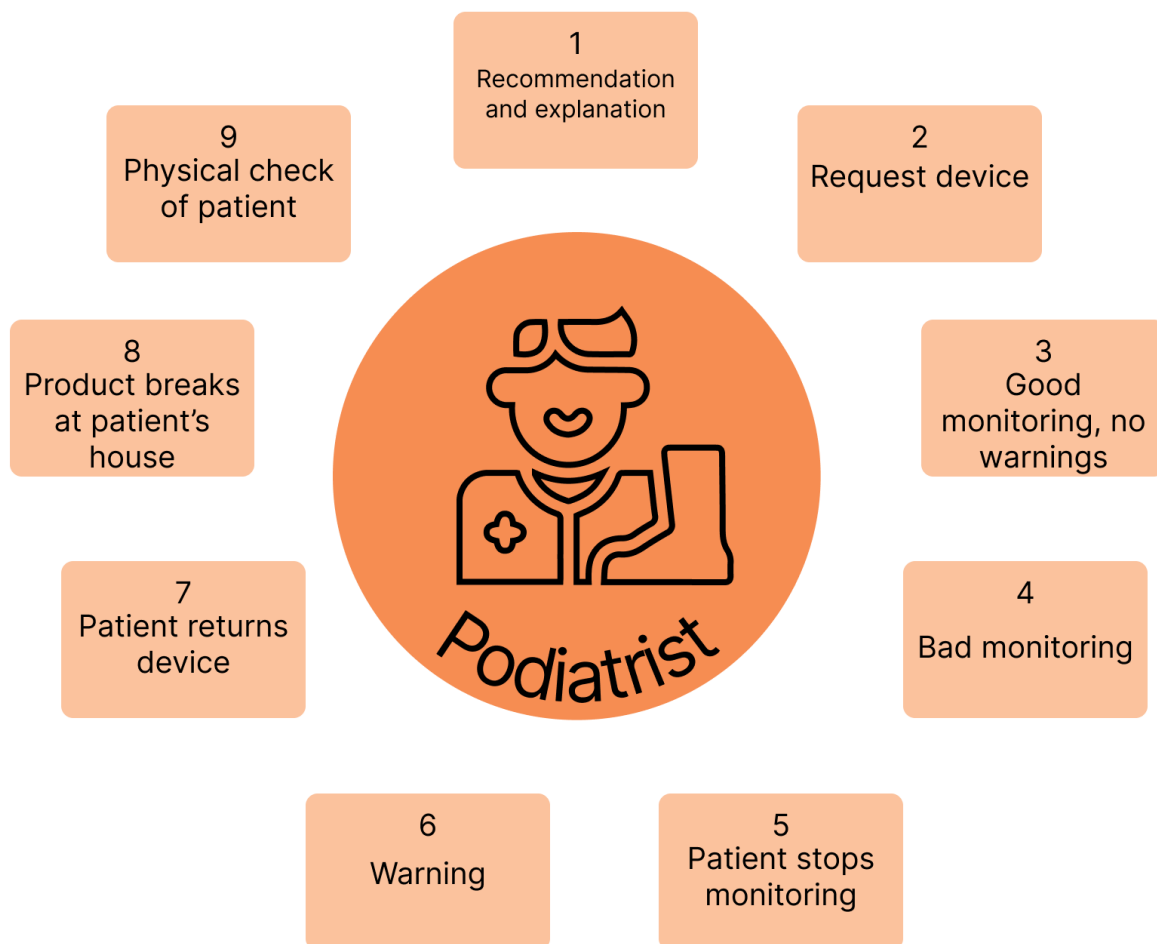 1
Recommendation
and explanation
2
Request device
3
Good
monitoring, no
warnings
4
Bad monitoring
5
Patient stops
monitoring
6
Warning
7
Patient returns
device
8
Product breaks
at patient’s
house
9
Physical check
of patient
Podiatrist